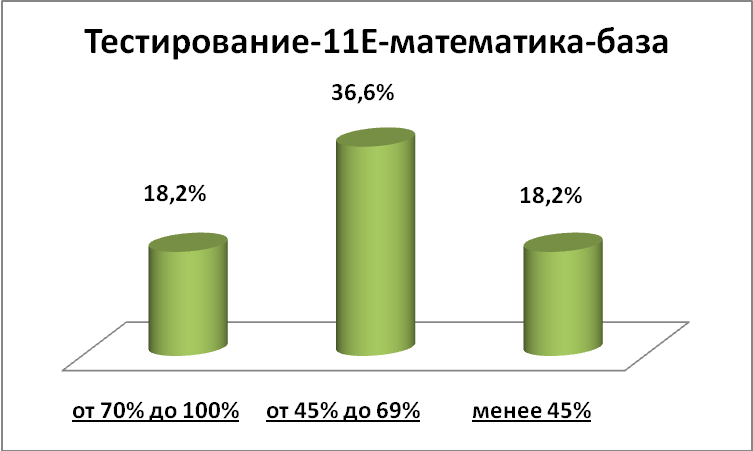 Тестирование-11Е-математика-база
36,6%
18,2%
18,2%
от 70% до 100%
от 45% до 69%
менее 45%